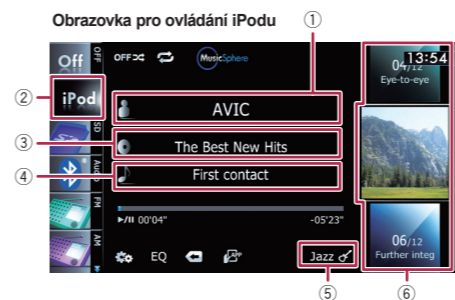 Obrazovka pro ovládání iPodu
①
Off
OFF
OFF
MusicSphere
13:54
04/12
Eye-to-eye
②
iPod
AVIC
③
SD
The Best New Hits
④
Audio
First contact
FM
▶/II 00'04"
-05'23"
AM
EQ
APP
Jazz
06/12
Further integ
⑤
⑥